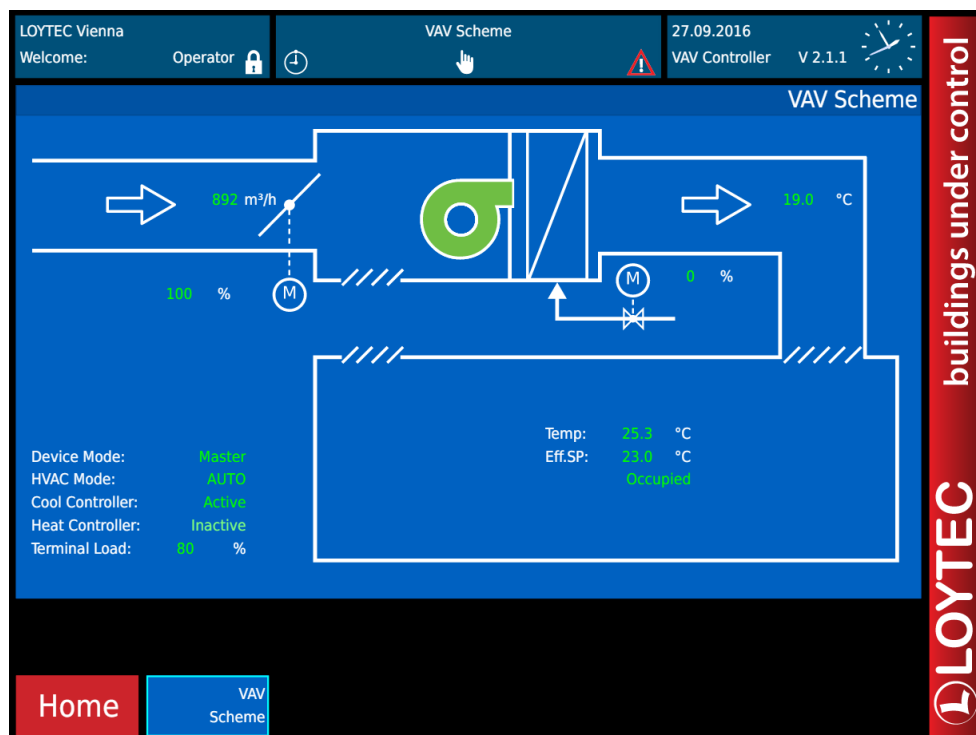 LOYTEC Vienna
Welcome: Operator
VAV Scheme
27.09.2016
VAV Controller V 2.1.1
VAV Scheme
892 m³/h
19.0 °C
100 %
M
M
0 %
Temp: 25.3 °C
Eff.SP: 23.0 °C
Occupied
Device Mode: Master
HVAC Mode: AUTO
Cool Controller: Active
Heat Controller: Inactive
Terminal Load: 80 %
Home
VAV
Scheme
LOYTEC buildings under control